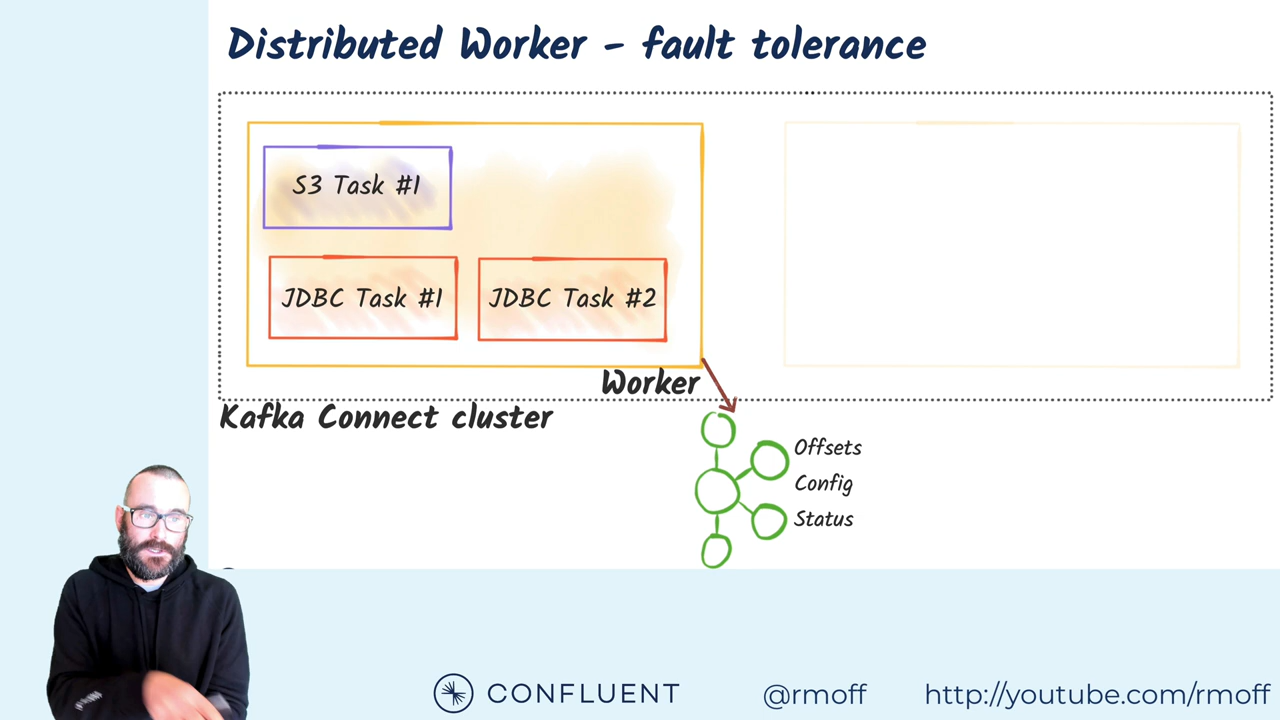 Distributed Worker - fault tolerance
S3 Task #1
JDBC Task #1
JDBC Task #2
Worker
Kafka Connect cluster
Offsets
Config
Status
CONFLUENT
@rmoff
http://youtube.com/rmoff